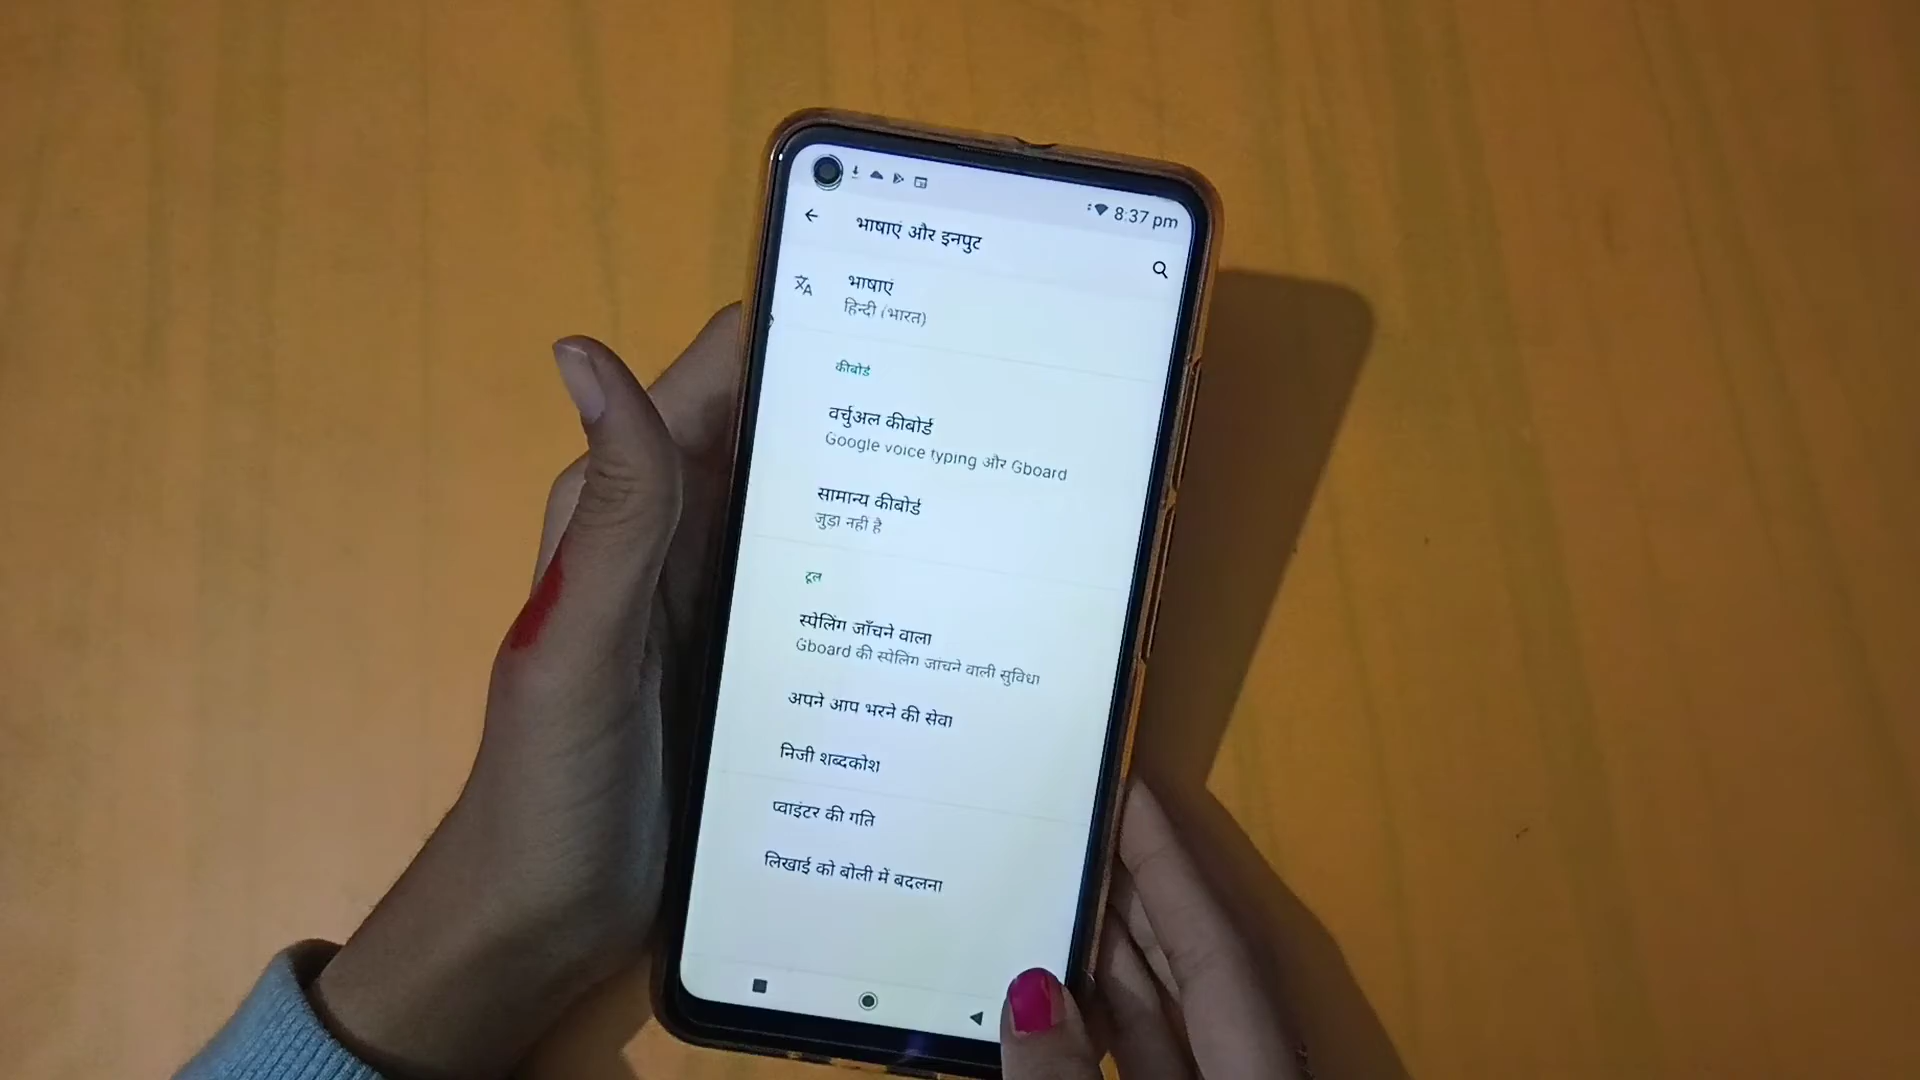 8:37 pm
भाषाएं और इनपुट
भाषाएं
हिन्दी (भारत)
कीबोर्ड
वर्चुअल कीबोर्ड
Google voice typing और Gboard
सामान्य कीबोर्ड
जुड़ा नहीं है
टूल
स्पेलिंग जाँचने वाला
Gboard की स्पेलिंग जांचने वाली सुविधा
अपने आप भरने की सेवा
निजी शब्दकोश
प्वाइंटर की गति
लिखाई को बोली में बदलना